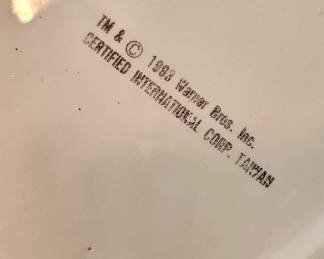 TM & © 1993 Warner Bros. Inc.
CERTIFIED INTERNATIONAL CORP. TAIWAN